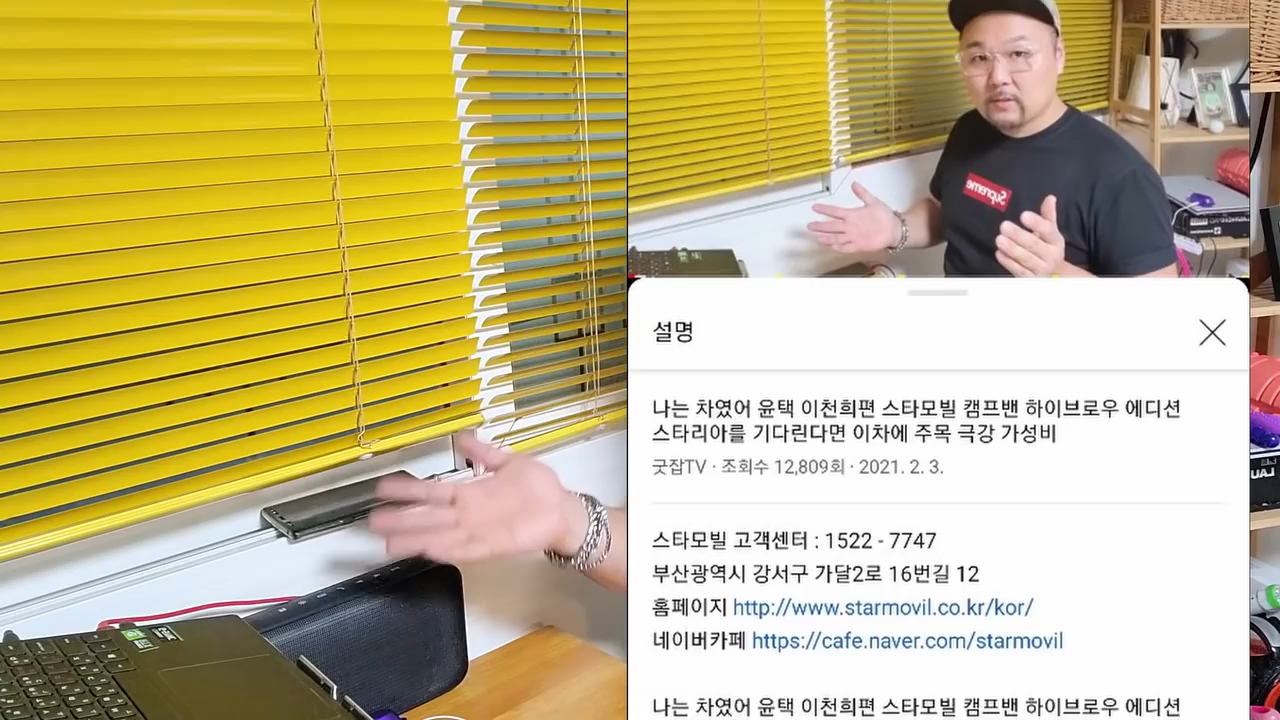 Supreme
설명
나는 차였어 윤택 이천희편 스타모빌 캠프밴 하이브로우 에디션
스타리아를 기다린다면 이차에 주목 극강 가성비
굿잡TV · 조회수 12,809회 · 2021. 2. 3.
스타모빌 고객센터 : 1522 - 7747
부산광역시 강서구 가달2로 16번길 12
홈페이지 http://www.starmovil.co.kr/kor/
네이버카페 https://cafe.naver.com/starmovil
나는 차였어 윤택 이천희편 스타모빌 캠프밴 하이브로우 에디션